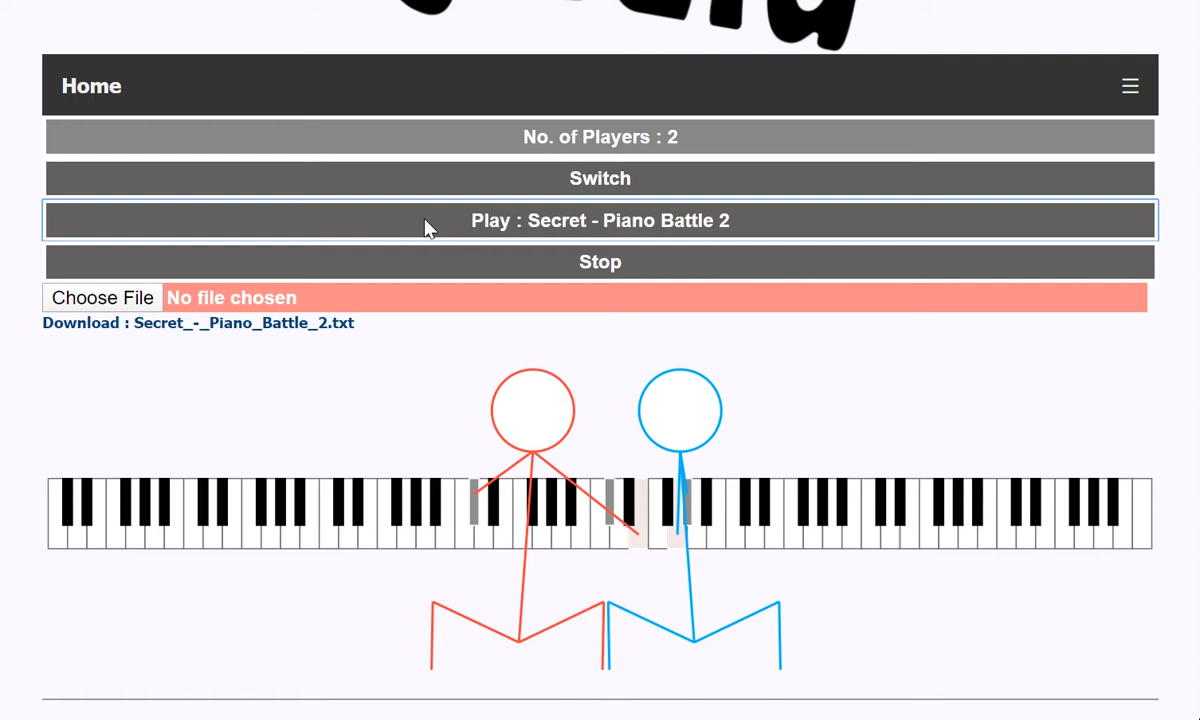 Home
No. of Players : 2
Switch
Play : Secret - Piano Battle 2
Stop
Choose File No file chosen
Download : Secret_-_Piano_Battle_2.txt